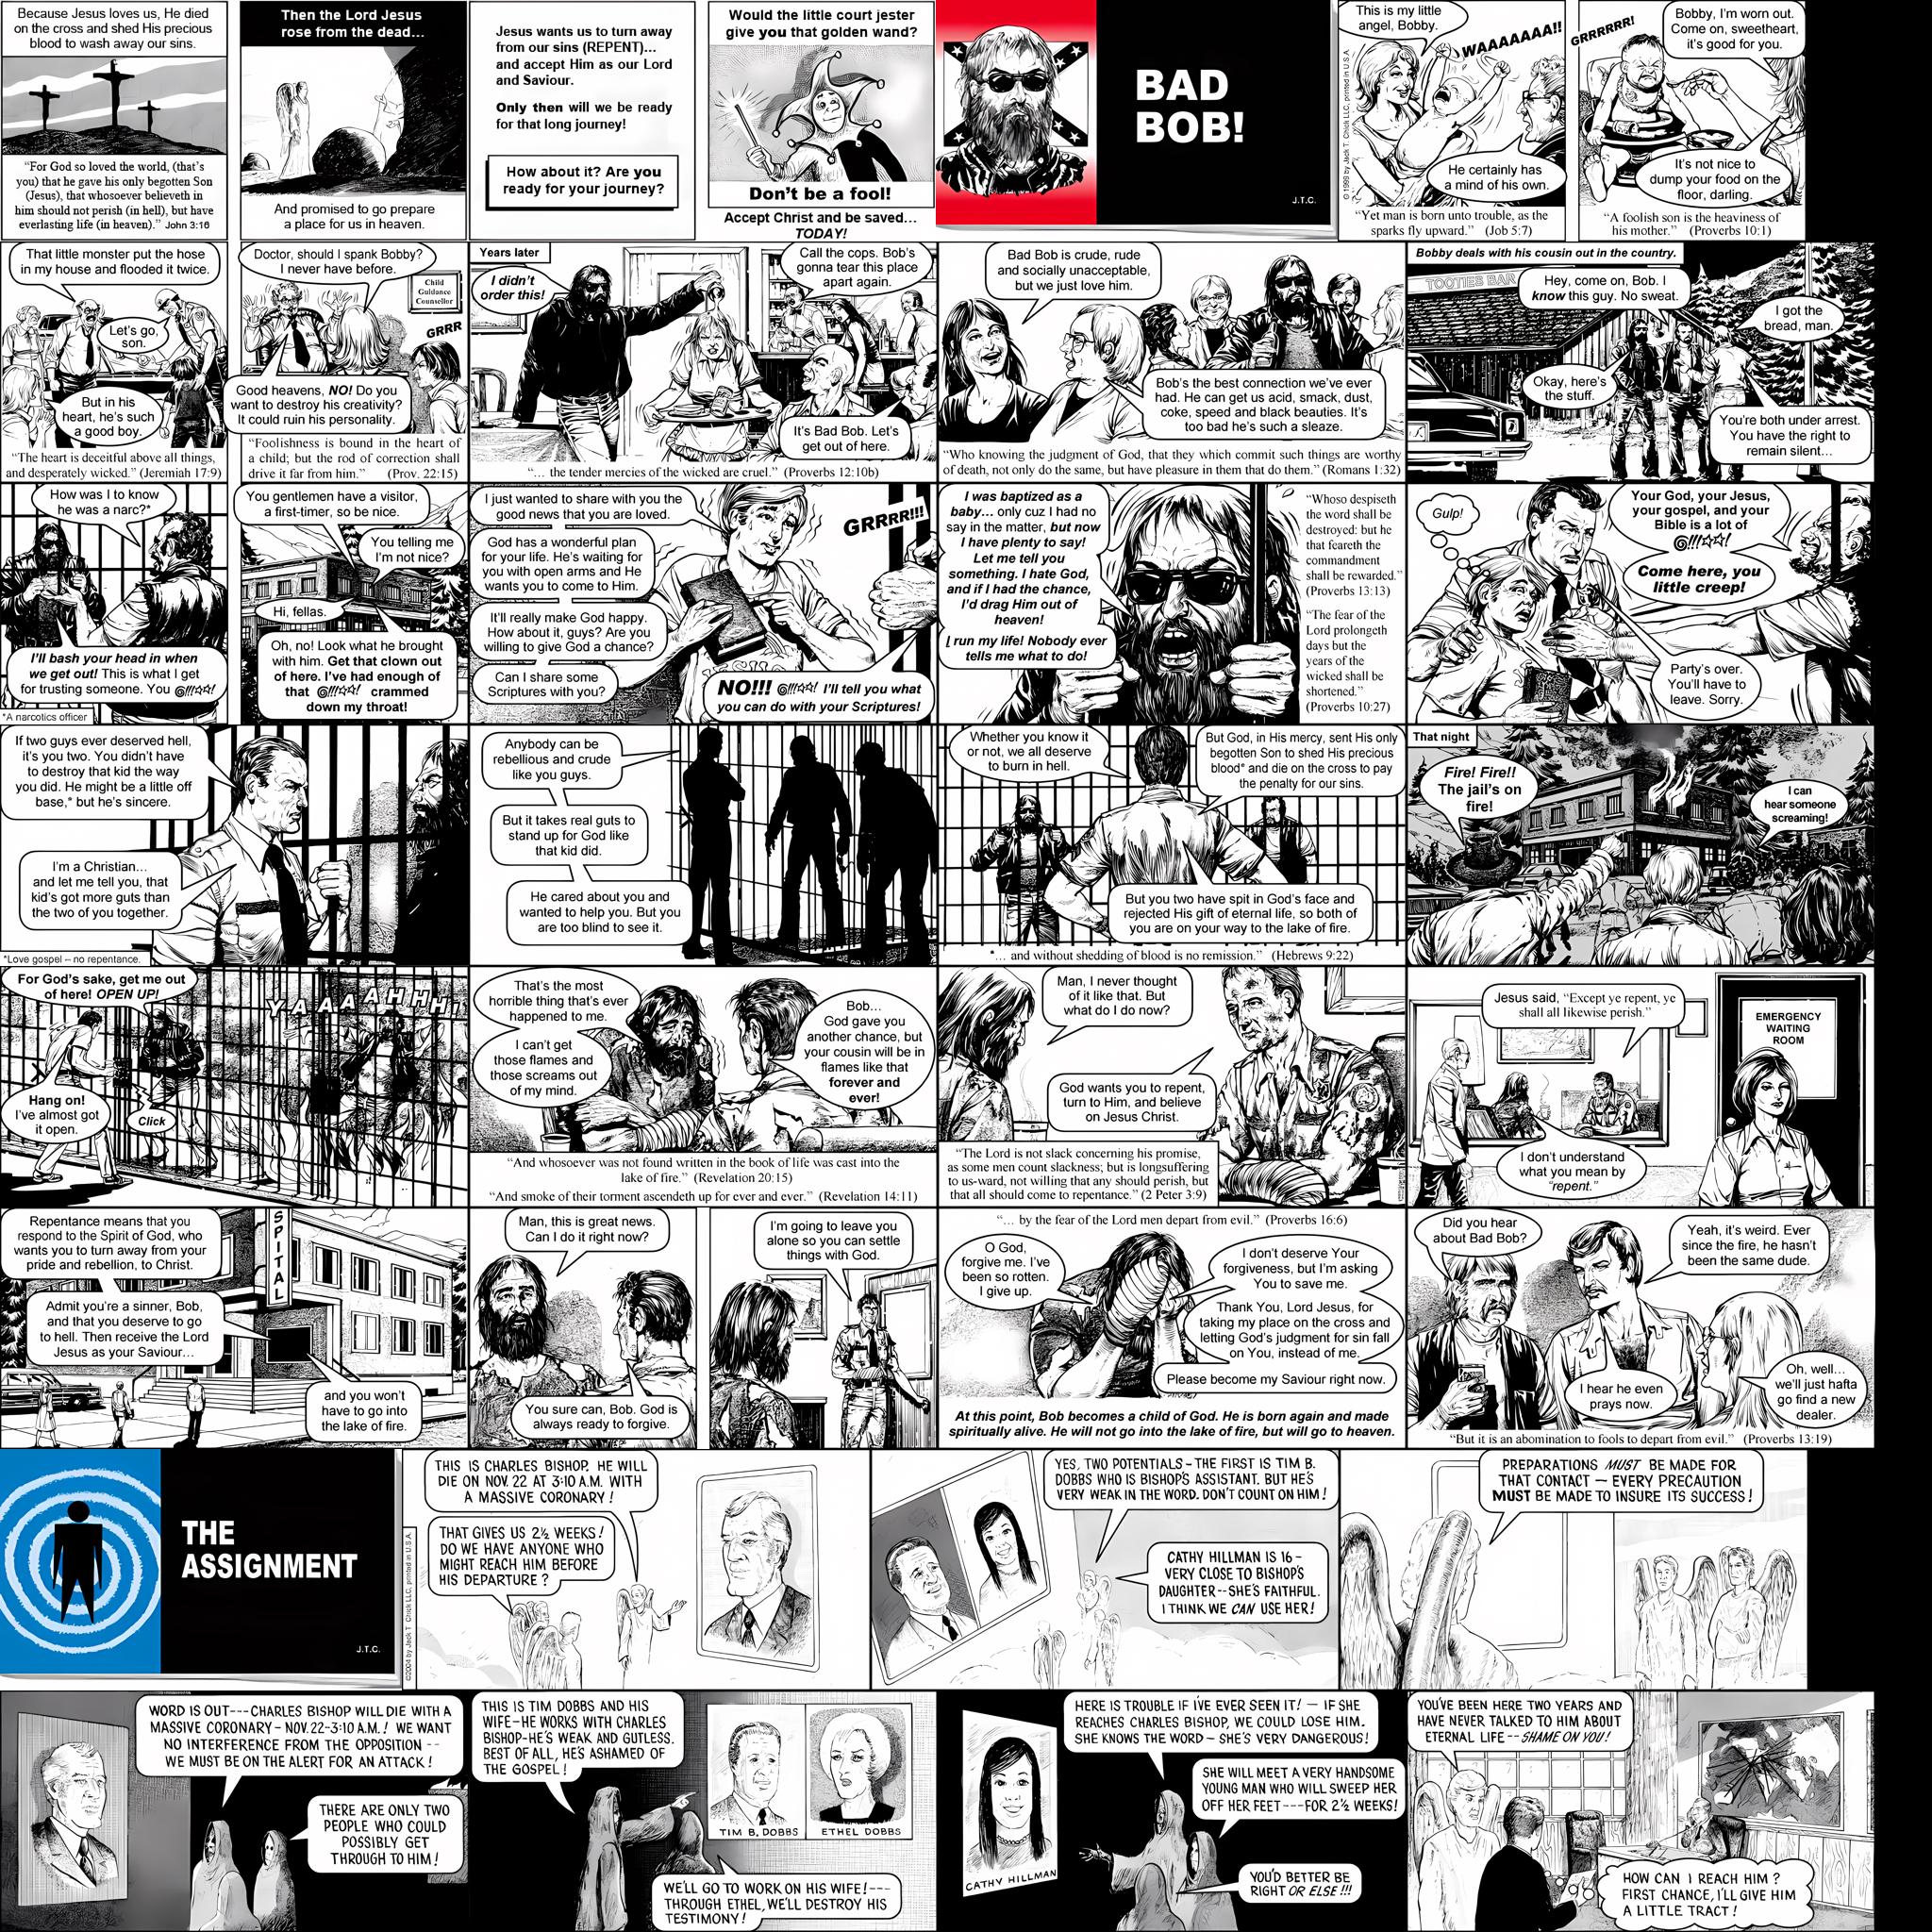 Because Jesus loves us, He died
on the cross and shed His precious
blood to wash away our sins.
“For God so loved the world, (that’s
you) that he gave his only begotten Son
(Jesus), that whosoever believeth in
him should not perish (in hell), but have
everlasting life (in heaven).” John 3:16
Then the Lord Jesus
rose from the dead...
And promised to go prepare
a place for us in heaven.
Jesus wants us to turn away
from our sins (REPENT)...
and accept Him as our Lord
and Saviour.
Only then will we be ready
for that long journey!
How about it? Are you
ready for your journey?
Would the little court jester
give you that golden wand?
Don’t be a fool!
Accept Christ and be saved...
TODAY!
BAD
BOB!
J.T.C.
© 1999 by Jack T. Chick LLC, printed in U.S.A.
This is my little
angel, Bobby.
WAAAAAAA!!
He certainly has
a mind of his own.
“Yet man is born unto trouble, as the
sparks fly upward.” (Job 5:7)
GRRRRR!
Bobby, I’m worn out.
Come on, sweetheart,
it’s good for you.
It’s not nice to
dump your food on the
floor, darling.
“A foolish son is the heaviness of
his mother.” (Proverbs 10:1)
That little monster put the hose
in my house and flooded it twice.
Let’s go,
son.
But in his
heart, he’s such
a good boy.
“The heart is deceitful above all things,
and desperately wicked.” (Jeremiah 17:9)
Doctor, should I spank Bobby?
I never have before.
Child
Guidance
Counsellor
GRRR
Good heavens, NO! Do you
want to destroy his creativity?
It could ruin his personality.
“Foolishness is bound in the heart of
a child; but the rod of correction shall
drive it far from him.” (Prov. 22:15)
Years later
I didn’t
order this!
Call the cops. Bob’s
gonna tear this place
apart again.
It’s Bad Bob. Let’s
get out of here.
“... the tender mercies of the wicked are cruel.” (Proverbs 12:10b)
Bad Bob is crude, rude
and socially unacceptable,
but we just love him.
Bob’s the best connection we’ve ever
had. He can get us acid, smack, dust,
coke, speed and black beauties. It’s
too bad he’s such a sleaze.
“Who knowing the judgment of God, that they which commit such things are worthy
of death, not only do the same, but have pleasure in them that do them.” (Romans 1:32)
Bobby deals with his cousin out in the country.
TOOTIES BAR
Hey, come on, Bob. I
know this guy. No sweat.
I got the
bread, man.
Okay, here’s
the stuff.
You’re both under arrest.
You have the right to
remain silent...
How was I to know
he was a narc?*
I’ll bash your head in when
we get out! This is what I get
for trusting someone. You @!!!☆☆!
*A narcotics officer
You gentlemen have a visitor,
a first-timer, so be nice.
You telling me
I’m not nice?
Hi, fellas.
Oh, no! Look what he brought
with him. Get that clown out
of here. I’ve had enough of
that @!!!☆☆! crammed
down my throat!
I just wanted to share with you the
good news that you are loved.
God has a wonderful plan
for your life. He’s waiting for
you with open arms and He
wants you to come to Him.
It’ll really make God happy.
How about it, guys? Are you
willing to give God a chance?
Can I share some
Scriptures with you?
GRRRR!!!
NO!!! @!!!☆☆! I’ll tell you what
you can do with your Scriptures!
I was baptized as a
baby... only cuz I had no
say in the matter, but now
I have plenty to say!
Let me tell you
something. I hate God,
and if I had the chance,
I’d drag Him out of
heaven!
I run my life! Nobody ever
tells me what to do!
“Whoso despiseth
the word shall be
destroyed: but he
that feareth the
commandment
shall be rewarded.”
(Proverbs 13:13)
“The fear of the
Lord prolongeth
days but the
years of the
wicked shall be
shortened.”
(Proverbs 10:27)
Gulp!
Your God, your Jesus,
your gospel, and your
Bible is a lot of
@!!!☆☆!
Come here, you
little creep!
Party’s over.
You’ll have to
leave. Sorry.
If two guys ever deserved hell,
it’s you two. You didn’t have
to destroy that kid the way
you did. He might be a little off
base,* but he’s sincere.
I’m a Christian...
and let me tell you, that
kid’s got more guts than
the two of you together.
*Love gospel – no repentance.
Anybody can be
rebellious and crude
like you guys.
But it takes real guts to
stand up for God like
that kid did.
He cared about you and
wanted to help you. But you
are too blind to see it.
Whether you know it
or not, we all deserve
to burn in hell.
But God, in His mercy, sent His only
begotten Son to shed His precious
blood* and die on the cross to pay
the penalty for our sins.
But you two have spit in God’s face and
rejected His gift of eternal life, so both of
you are on your way to the lake of fire.
*... and without shedding of blood is no remission.” (Hebrews 9:22)
That night
Fire! Fire!!
The jail’s on
fire!
I can
hear someone
screaming!
For God’s sake, get me out
of here! OPEN UP!
YAAAAHHHH!
Hang on!
I’ve almost got
it open.
Click
That’s the most
horrible thing that’s ever
happened to me.
I can’t get
those flames and
those screams out
of my mind.
Bob...
God gave you
another chance, but
your cousin will be in
flames like that
forever and
ever!
“And whosoever was not found written in the book of life was cast into the
lake of fire.” (Revelation 20:15)
“And smoke of their torment ascendeth up for ever and ever.” (Revelation 14:11)
Man, I never thought
of it like that. But
what do I do now?
God wants you to repent,
turn to Him, and believe
on Jesus Christ.
“The Lord is not slack concerning his promise,
as some men count slackness; but is longsuffering
to us-ward, not willing that any should perish, but
that all should come to repentance.” (2 Peter 3:9)
Jesus said, “Except ye repent, ye
shall all likewise perish.”
EMERGENCY
WAITING
ROOM
I don’t understand
what you mean by
“repent.”
Repentance means that you
respond to the Spirit of God, who
wants you to turn away from your
pride and rebellion, to Christ.
SPITAL
Admit you’re a sinner, Bob,
and that you deserve to go
to hell. Then receive the Lord
Jesus as your Saviour...
and you won’t
have to go into
the lake of fire.
Man, this is great news.
Can I do it right now?
You sure can, Bob. God is
always ready to forgive.
I’m going to leave you
alone so you can settle
things with God.
“... by the fear of the Lord men depart from evil.” (Proverbs 16:6)
O God,
forgive me. I’ve
been so rotten.
I give up.
I don’t deserve Your
forgiveness, but I’m asking
You to save me.
Thank You, Lord Jesus, for
taking my place on the cross and
letting God’s judgment for sin fall
on You, instead of me.
Please become my Saviour right now.
At this point, Bob becomes a child of God. He is born again and made
spiritually alive. He will not go into the lake of fire, but will go to heaven.
Did you hear
about Bad Bob?
Yeah, it’s weird. Ever
since the fire, he hasn’t
been the same dude.
I hear he even
prays now.
Oh, well...
we’ll just hafta
go find a new
dealer.
“But it is an abomination to fools to depart from evil.” (Proverbs 13:19)
THE
ASSIGNMENT
J.T.C.
©2004 by Jack T. Chick LLC, printed in U.S.A.
THIS IS CHARLES BISHOP. HE WILL
DIE ON NOV. 22 AT 3:10 A.M. WITH
A MASSIVE CORONARY!
THAT GIVES US 2½ WEEKS!
DO WE HAVE ANYONE WHO
MIGHT REACH HIM BEFORE
HIS DEPARTURE?
YES, TWO POTENTIALS – THE FIRST IS TIM B.
DOBBS WHO IS BISHOP'S ASSISTANT. BUT HE'S
VERY WEAK IN THE WORD. DON'T COUNT ON HIM!
CATHY HILLMAN IS 16 –
VERY CLOSE TO BISHOP'S
DAUGHTER -- SHE'S FAITHFUL.
I THINK WE CAN USE HER!
PREPARATIONS MUST BE MADE FOR
THAT CONTACT — EVERY PRECAUTION
MUST BE MADE TO INSURE ITS SUCCESS!
WORD IS OUT---CHARLES BISHOP WILL DIE WITH A
MASSIVE CORONARY – NOV. 22–3:10 A.M.! WE WANT
NO INTERFERENCE FROM THE OPPOSITION --
WE MUST BE ON THE ALERT FOR AN ATTACK!
THERE ARE ONLY TWO
PEOPLE WHO COULD
POSSIBLY GET
THROUGH TO HIM!
THIS IS TIM DOBBS AND HIS
WIFE–HE WORKS WITH CHARLES
BISHOP–HE'S WEAK AND GUTLESS.
BEST OF ALL, HE'S ASHAMED OF
THE GOSPEL!
TIM B. DOBBS
ETHEL DOBBS
WE'LL GO TO WORK ON HIS WIFE!---
THROUGH ETHEL, WE'LL DESTROY HIS
TESTIMONY!
HERE IS TROUBLE IF I'VE EVER SEEN IT! — IF SHE
REACHES CHARLES BISHOP, WE COULD LOSE HIM.
SHE KNOWS THE WORD – SHE'S VERY DANGEROUS!
SHE WILL MEET A VERY HANDSOME
YOUNG MAN WHO WILL SWEEP HER
OFF HER FEET ---FOR 2½ WEEKS!
CATHY HILLMAN
YOU'D BETTER BE
RIGHT OR ELSE!!!
YOU'VE BEEN HERE TWO YEARS AND
HAVE NEVER TALKED TO HIM ABOUT
ETERNAL LIFE -- SHAME ON YOU!
HOW CAN I REACH HIM?
FIRST CHANCE, I'LL GIVE HIM
A LITTLE TRACT!